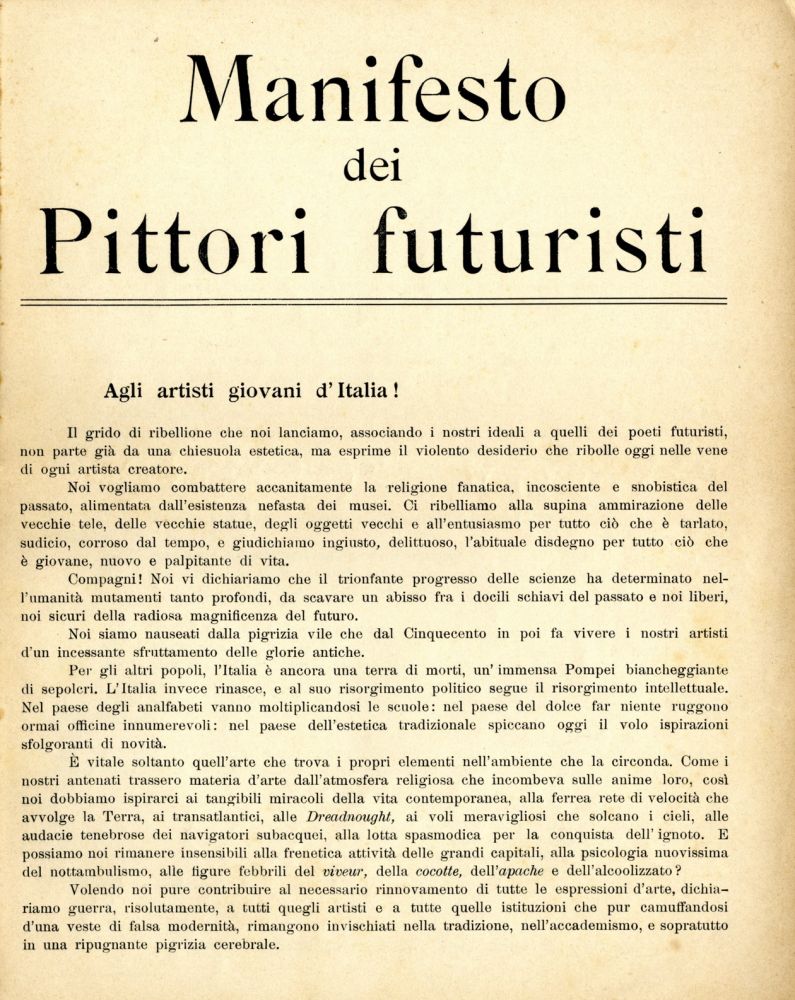 Manifesto
dei
Pittori futuristi
Agli artisti giovani d'Italia !
Il grido di ribellione che noi lanciamo, associando i nostri ideali a quelli dei poeti futuristi,
non parte già da una chiesuola estetica, ma esprime il violento desiderio che ribolle oggi nelle vene
di ogni artista creatore.
Noi vogliamo combattere accanitamente la religione fanatica, incosciente e snobistica del
passato, alimentata dall'esistenza nefasta dei musei. Ci ribelliamo alla supina ammirazione delle
vecchie tele, delle vecchie statue, degli oggetti vecchi e all'entusiasmo per tutto ciò che è tarlato,
sudicio, corroso dal tempo, e giudichiamo ingiusto, delittuoso, l'abituale disdegno per tutto ciò che
è giovane, nuovo e palpitante di vita.
Compagni! Noi vi dichiariamo che il trionfante progresso delle scienze ha determinato nel-
l'umanità mutamenti tanto profondi, da scavare un abisso fra i docili schiavi del passato e noi liberi,
noi sicuri della radiosa magnificenza del futuro.
Noi siamo nauseati dalla pigrizia vile che dal Cinquecento in poi fa vivere i nostri artisti
d'un incessante sfruttamento delle glorie antiche.
Per gli altri popoli, l'Italia è ancora una terra di morti, un' immensa Pompei biancheggiante
di sepolcri. L'Italia invece rinasce, e al suo risorgimento politico segue il risorgimento intellettuale.
Nel paese degli analfabeti vanno moltiplicandosi le scuole: nel paese del dolce far niente ruggono
ormai officine innumerevoli: nel paese dell'estetica tradizionale spiccano oggi il volo ispirazioni
sfolgoranti di novità.
È vitale soltanto quell'arte che trova i propri elementi nell'ambiente che la circonda. Come i
nostri antenati trassero materia d'arte dall'atmosfera religiosa che incombeva sulle anime loro, così
noi dobbiamo ispirarci ai tangibili miracoli della vita contemporanea, alla ferrea rete di velocità che
avvolge la Terra, ai transatlantici, alle Dreadnought, ai voli meravigliosi che solcano i cieli, alle
audacie tenebrose dei navigatori subacquei, alla lotta spasmodica per la conquista dell' ignoto. E
possiamo noi rimanere insensibili alla frenetica attività delle grandi capitali, alla psicologia nuovissima
del nottambulismo, alle figure febbrili del viveur, della cocotte, dell'apache e dell'alcoolizzato ?
Volendo noi pure contribuire al necessario rinnovamento di tutte le espressioni d'arte, dichia-
riamo guerra, risolutamente, a tutti quegli artisti e a tutte quelle istituzioni che pur camuffandosi
d'una veste di falsa modernità, rimangono invischiati nella tradizione, nell'accademismo, e sopratutto
in una ripugnante pigrizia cerebrale.